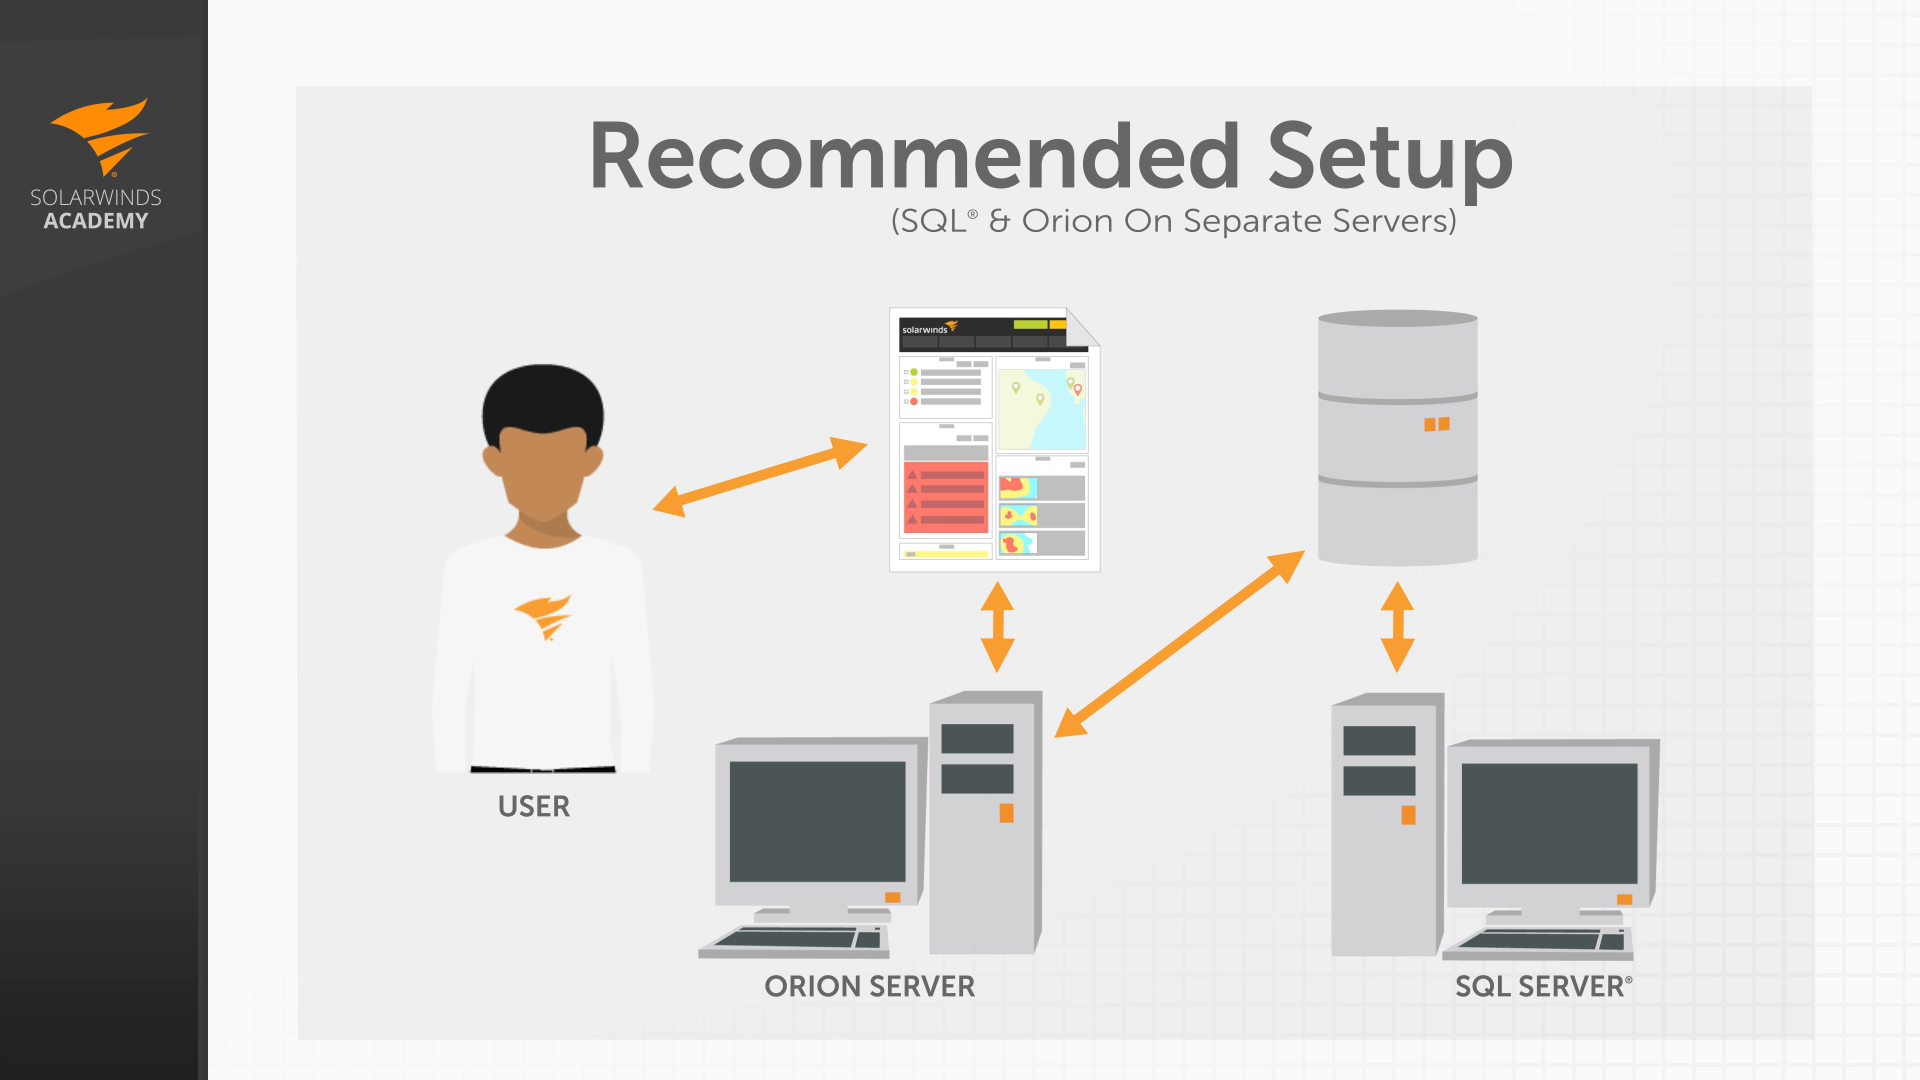 SOLARWINDS
ACADEMY
Recommended Setup
(SQL® & Orion On Separate Servers)
solarwinds
USER
ORION SERVER
SQL SERVER®